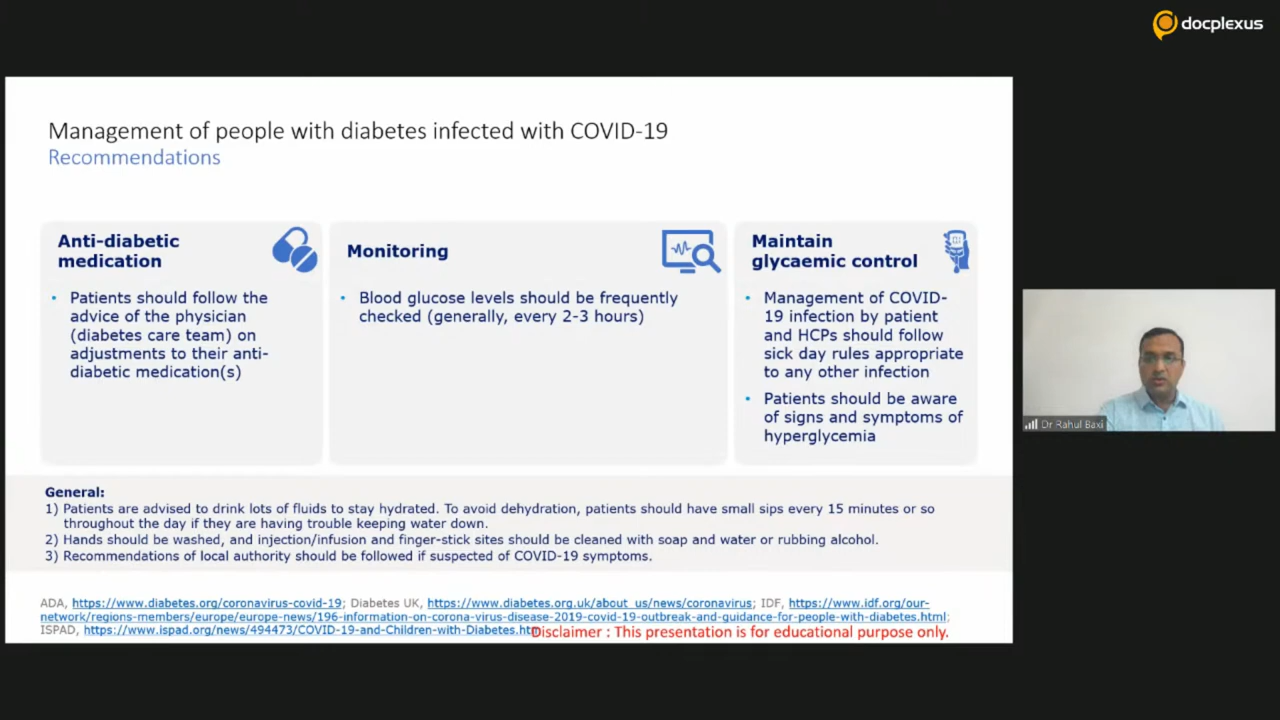 docplexus
Management of people with diabetes infected with COVID-19
Recommendations
Anti-diabetic
medication
• Patients should follow the
advice of the physician
(diabetes care team) on
adjustments to their anti-
diabetic medication(s)
Monitoring
• Blood glucose levels should be frequently
checked (generally, every 2-3 hours)
Maintain
glycaemic control
• Management of COVID-
19 infection by patient
and HCPs should follow
sick day rules appropriate
to any other infection
• Patients should be aware
of signs and symptoms of
hyperglycemia
Dr Rahul Baxi
General:
1) Patients are advised to drink lots of fluids to stay hydrated. To avoid dehydration, patients should have small sips every 15 minutes or so
throughout the day if they are having trouble keeping water down.
2) Hands should be washed, and injection/infusion and finger-stick sites should be cleaned with soap and water or rubbing alcohol.
3) Recommendations of local authority should be followed if suspected of COVID-19 symptoms.
ADA, https://www.diabetes.org/coronavirus-covid-19; Diabetes UK, https://www.diabetes.org.uk/about_us/news/coronavirus; IDF, https://www.idf.org/our-
network/regions-members/europe/europe-news/196-information-on-corona-virus-disease-2019-covid-19-outbreak-and-guidance-for-people-with-diabetes.html;
ISPAD, https://www.ispad.org/news/494473/COVID-19-and-Children-with-Diabetes.htm
Disclaimer : This presentation is for educational purpose only.